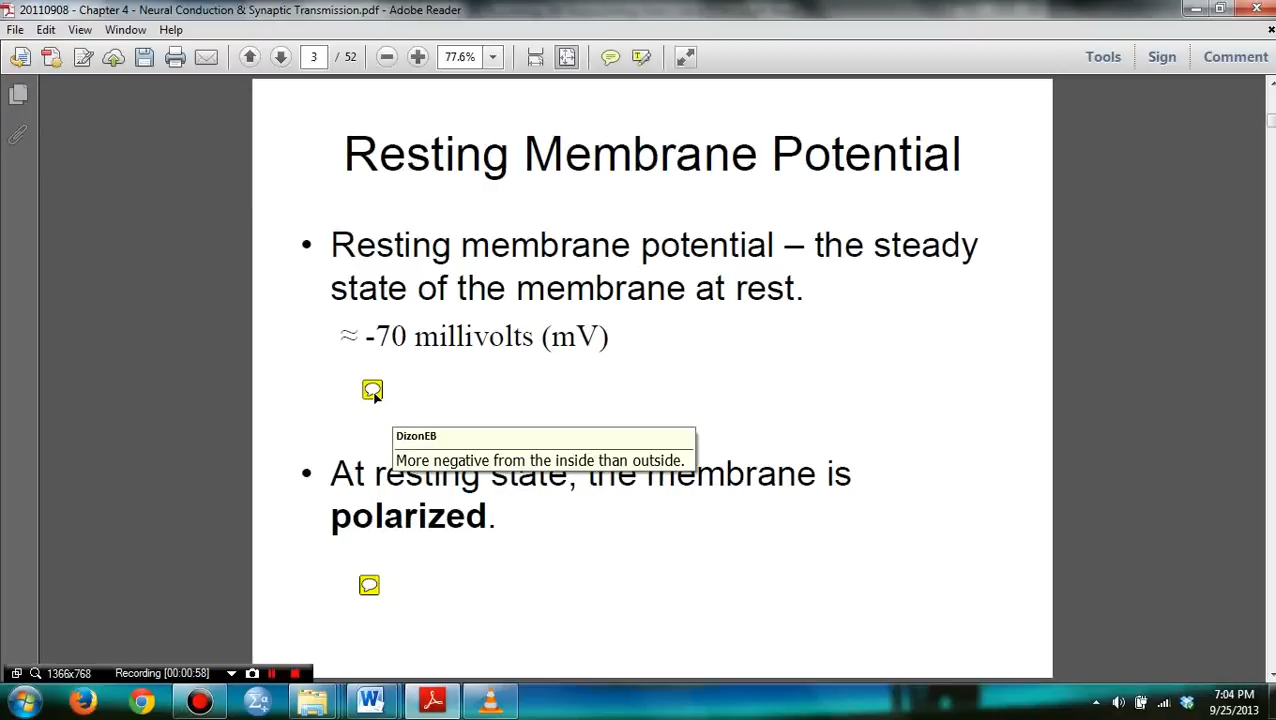 20110908 - Chapter 4 - Neural Conduction & Synaptic Transmission.pdf - Adobe Reader
File Edit View Window Help
3 / 52 77.6% Tools Sign Comment
Resting Membrane Potential
• Resting membrane potential – the steady
state of the membrane at rest.
≈ -70 millivolts (mV)
DizonEB
More negative from the inside than outside.
• At resting state, the membrane is
polarized.
1366x768 Recording [00:00:58]
7:04 PM
9/25/2013